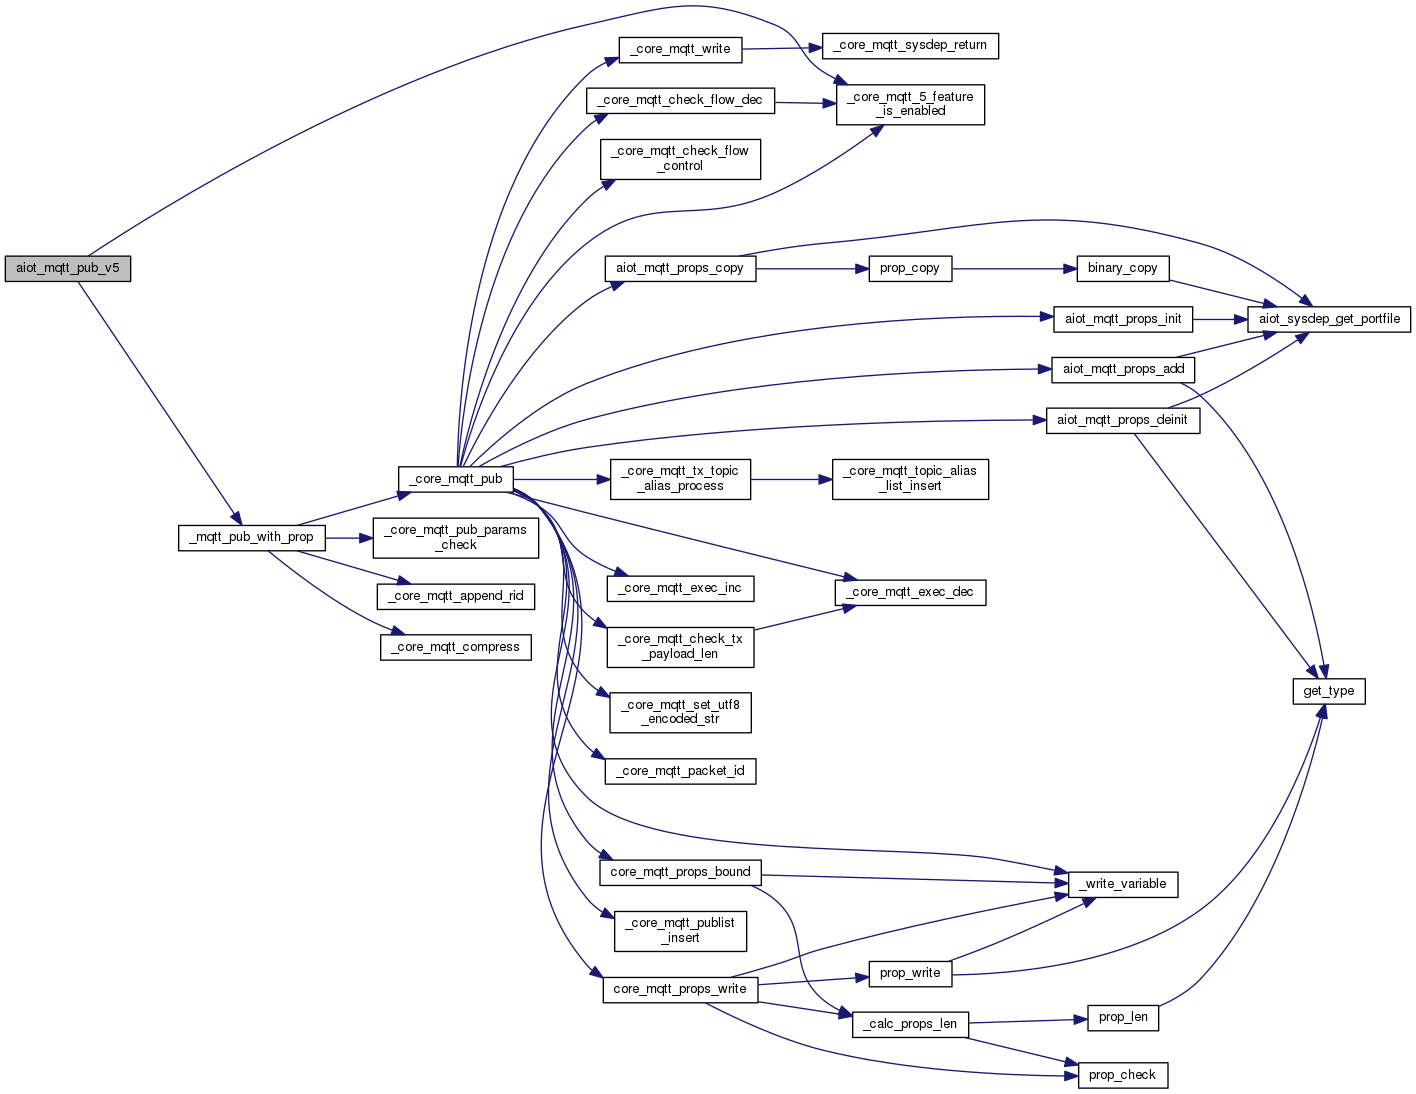 _core_mqtt_write
_core_mqtt_sysdep_return
_core_mqtt_check_flow_dec
_core_mqtt_5_feature
_is_enabled
_core_mqtt_check_flow
_control
aiot_mqtt_pub_v5
aiot_mqtt_props_copy
prop_copy
binary_copy
aiot_mqtt_props_init
aiot_sysdep_get_portfile
aiot_mqtt_props_add
aiot_mqtt_props_deinit
_core_mqtt_pub
_core_mqtt_tx_topic
_alias_process
_core_mqtt_topic_alias
_list_insert
_mqtt_pub_with_prop
_core_mqtt_pub_params
_check
_core_mqtt_append_rid
_core_mqtt_exec_inc
_core_mqtt_exec_dec
_core_mqtt_compress
_core_mqtt_check_tx
_payload_len
get_type
_core_mqtt_set_utf8
_encoded_str
_core_mqtt_packet_id
core_mqtt_props_bound
_write_variable
_core_mqtt_publist
_insert
prop_write
core_mqtt_props_write
_calc_props_len
prop_len
prop_check